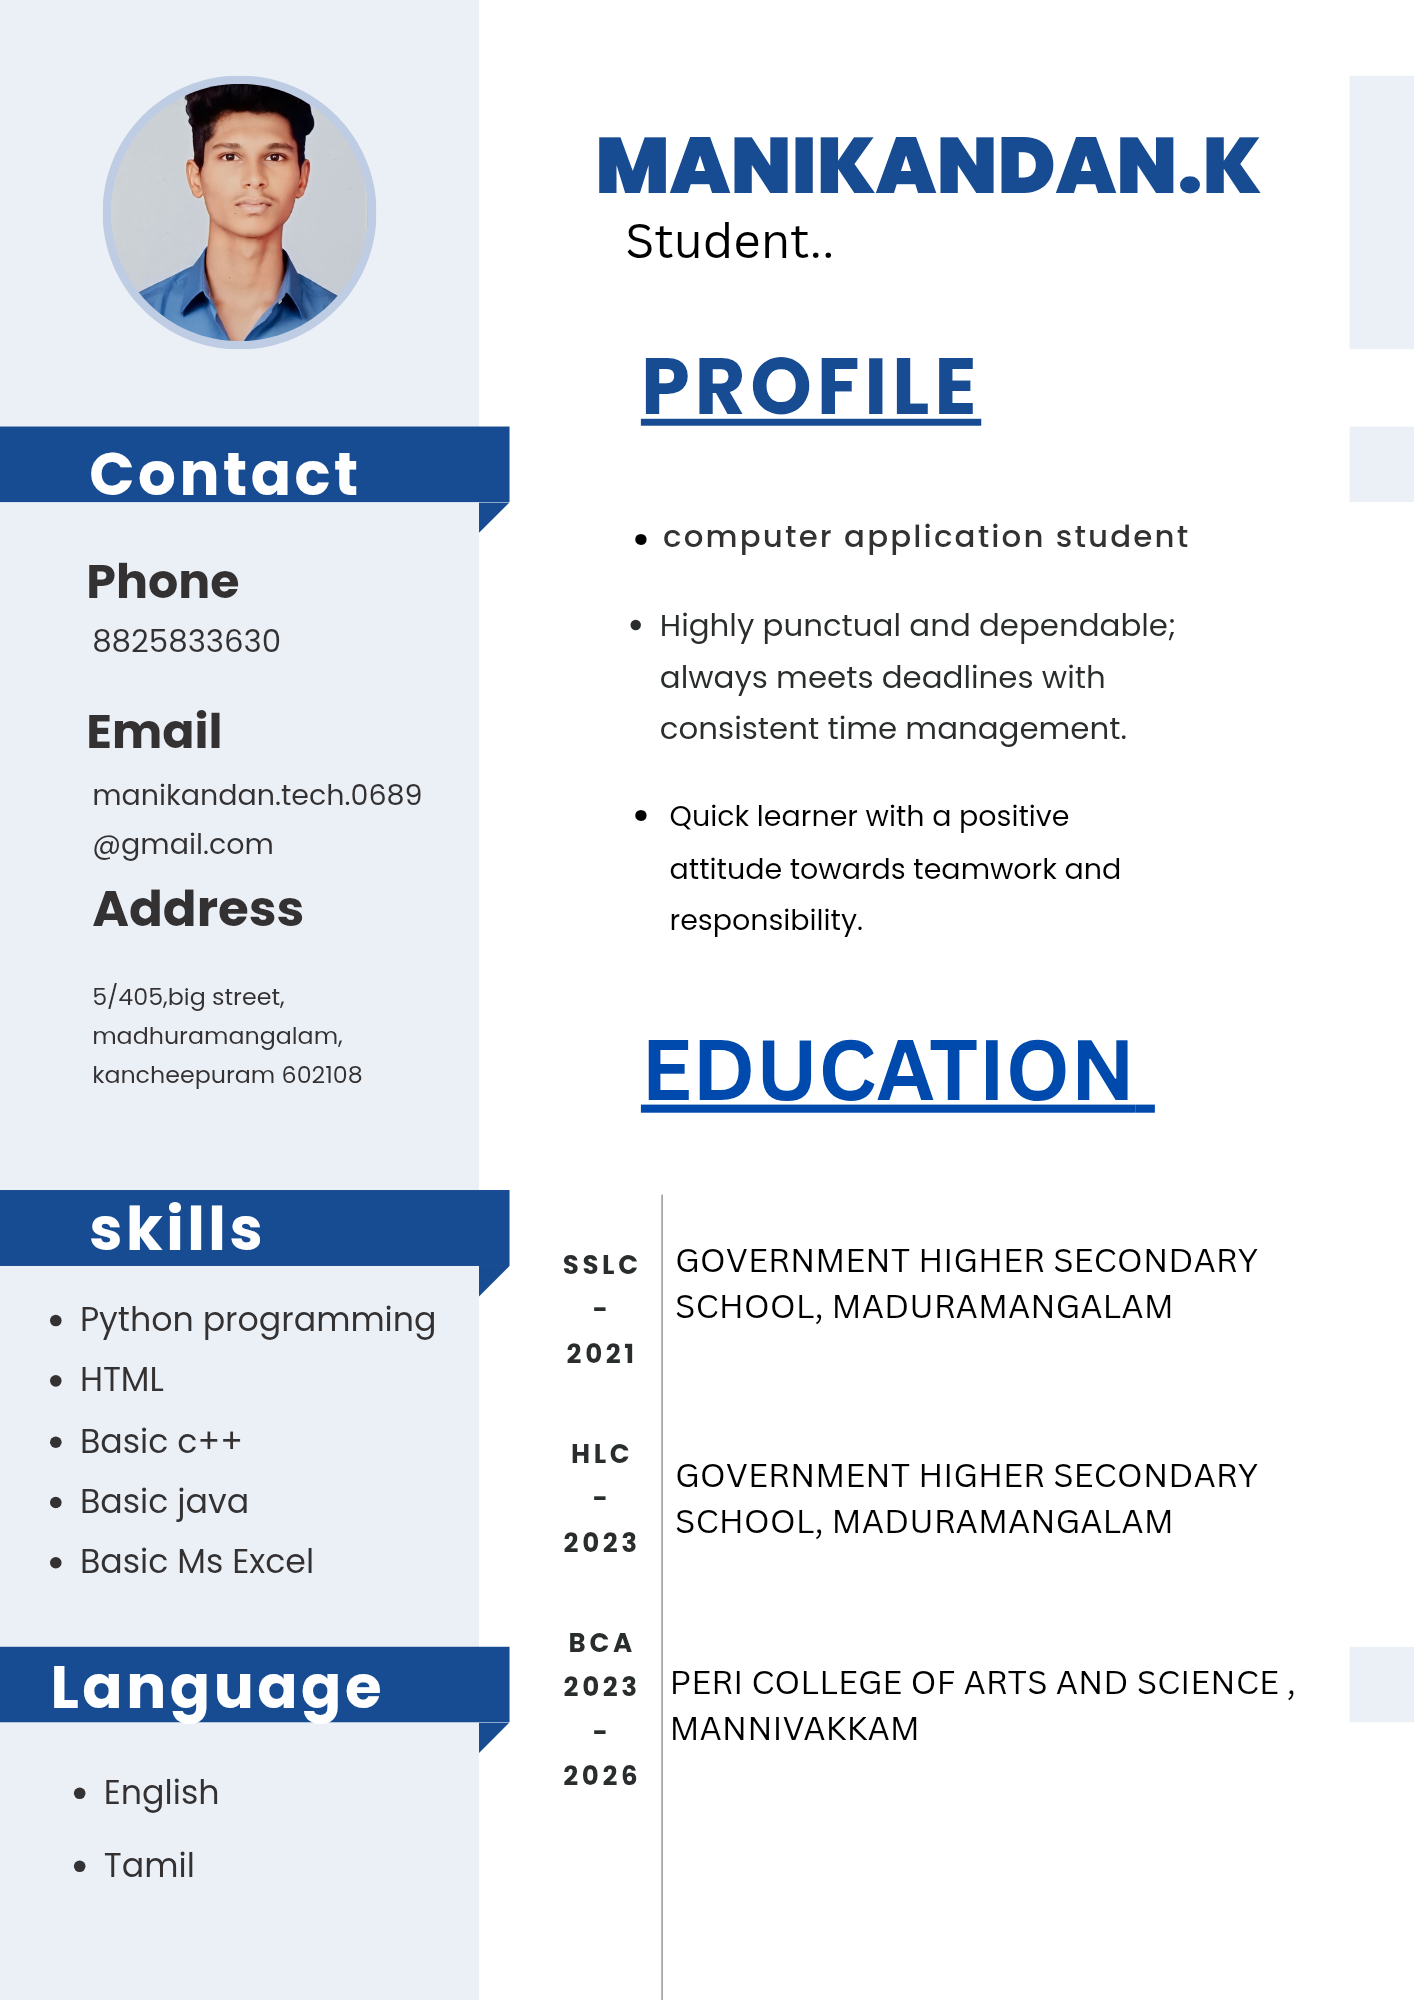 MANIKANDAN.K
Student..
Contact
Phone
8825833630
Email
manikandan.tech.0689
@gmail.com
Address
5/405,big street,
madhuramangalam,
kancheepuram 602108
skills
• Python programming
• HTML
• Basic c++
• Basic java
• Basic Ms Excel
Language
• English
• Tamil
PROFILE
• computer application student
• Highly punctual and dependable;
always meets deadlines with
consistent time management.
• Quick learner with a positive
attitude towards teamwork and
responsibility.
EDUCATION
SSLC
-
2021
GOVERNMENT HIGHER SECONDARY
SCHOOL, MADURAMANGALAM
HLC
-
2023
GOVERNMENT HIGHER SECONDARY
SCHOOL, MADURAMANGALAM
BCA
2023
-
2026
PERI COLLEGE OF ARTS AND SCIENCE ,
MANNIVAKKAM